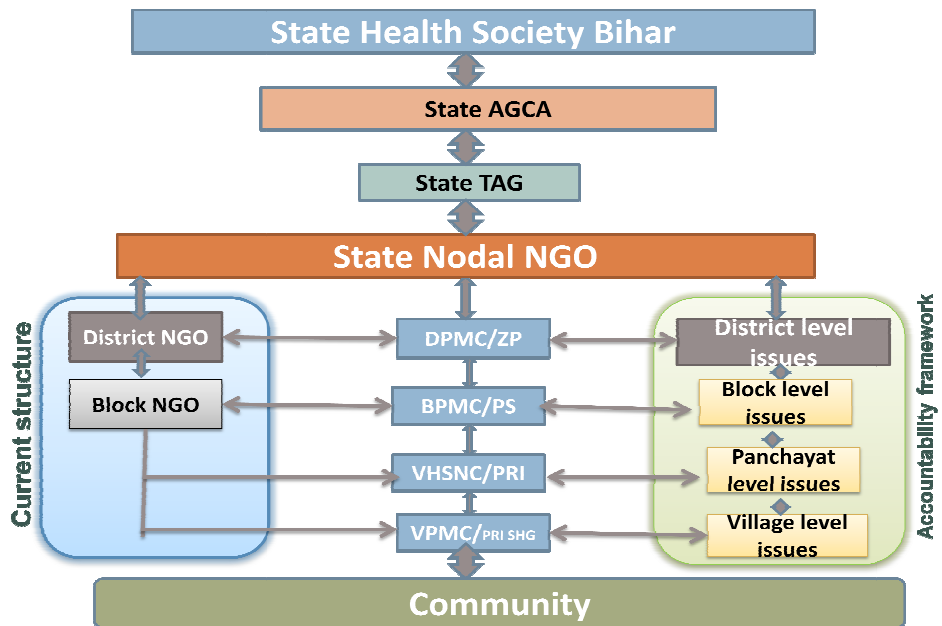 State Health Society Bihar
State AGCA
State TAG
State Nodal NGO
Current structure
District NGO
Block NGO
DPMC/ZP
BPMC/PS
VHSNC/PRI
VPMC/PRI SHG
District level
issues
Block level
issues
Panchayat
level issues
Village level
issues
Accountability framework
Community